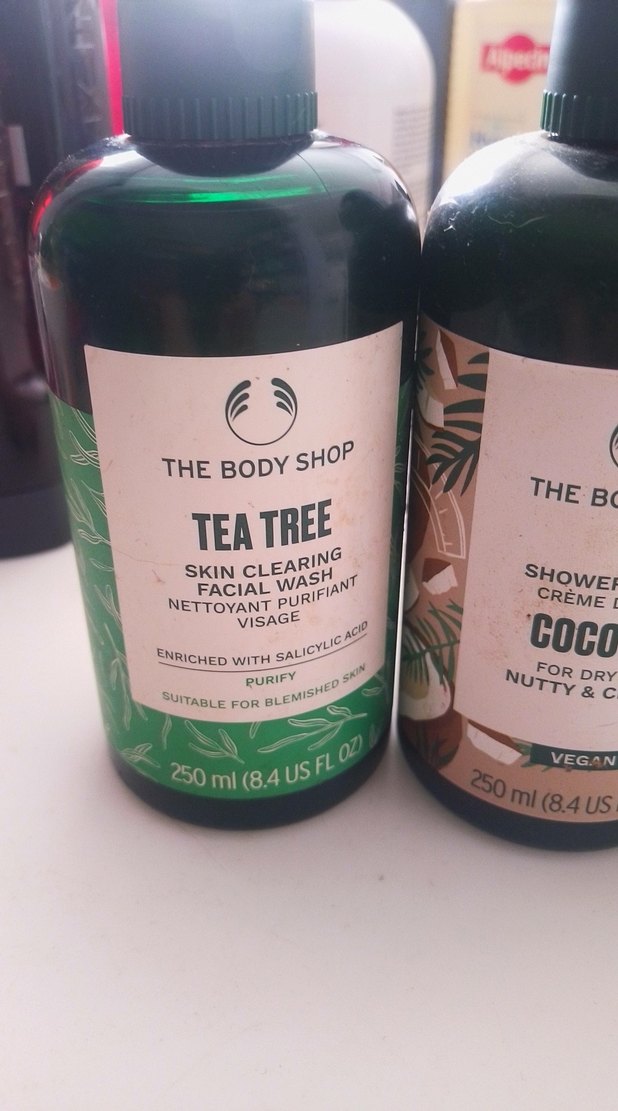 Alpecin
THE BODY SHOP
TEA TREE
SKIN CLEARING
FACIAL WASH
NETTOYANT PURIFIANT
VISAGE
ENRICHED WITH SALICYLIC ACID
PURIFY
SUITABLE FOR BLEMISHED SKIN
250 ml (8.4 US FL OZ)
THE BO
SHOWER
CRÈME D
COCO
FOR DRY
NUTTY & C
VEGAN
250 ml (8.4 US